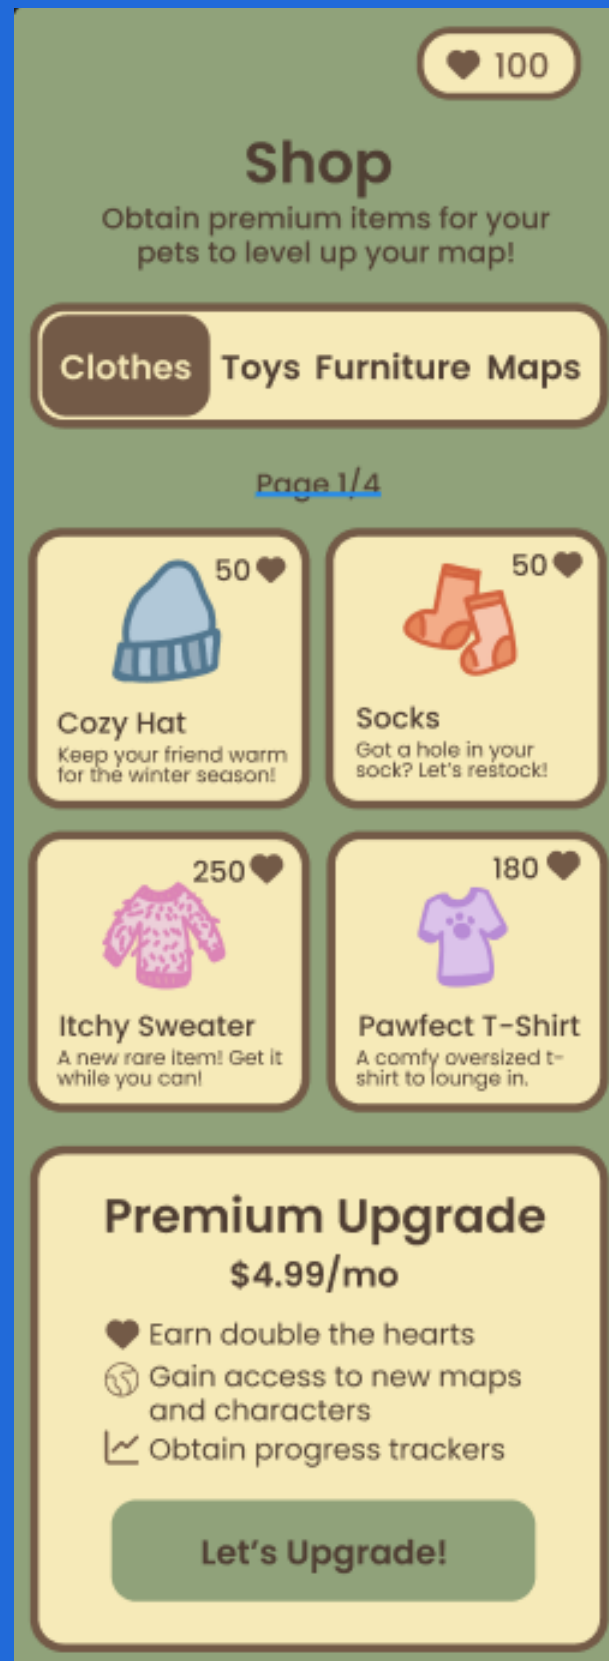 100
Shop
Obtain premium items for your
pets to level up your map!
Clothes Toys Furniture Maps
Page 1/4
50
Cozy Hat
Keep your friend warm
for the winter season!
50
Socks
Got a hole in your
sock? Let's restock!
250
Itchy Sweater
A new rare item! Get it
while you can!
180
Pawfect T-Shirt
A comfy oversized t-
shirt to lounge in.
Premium Upgrade
$4.99/mo
Earn double the hearts
Gain access to new maps
and characters
Obtain progress trackers
Let's Upgrade!